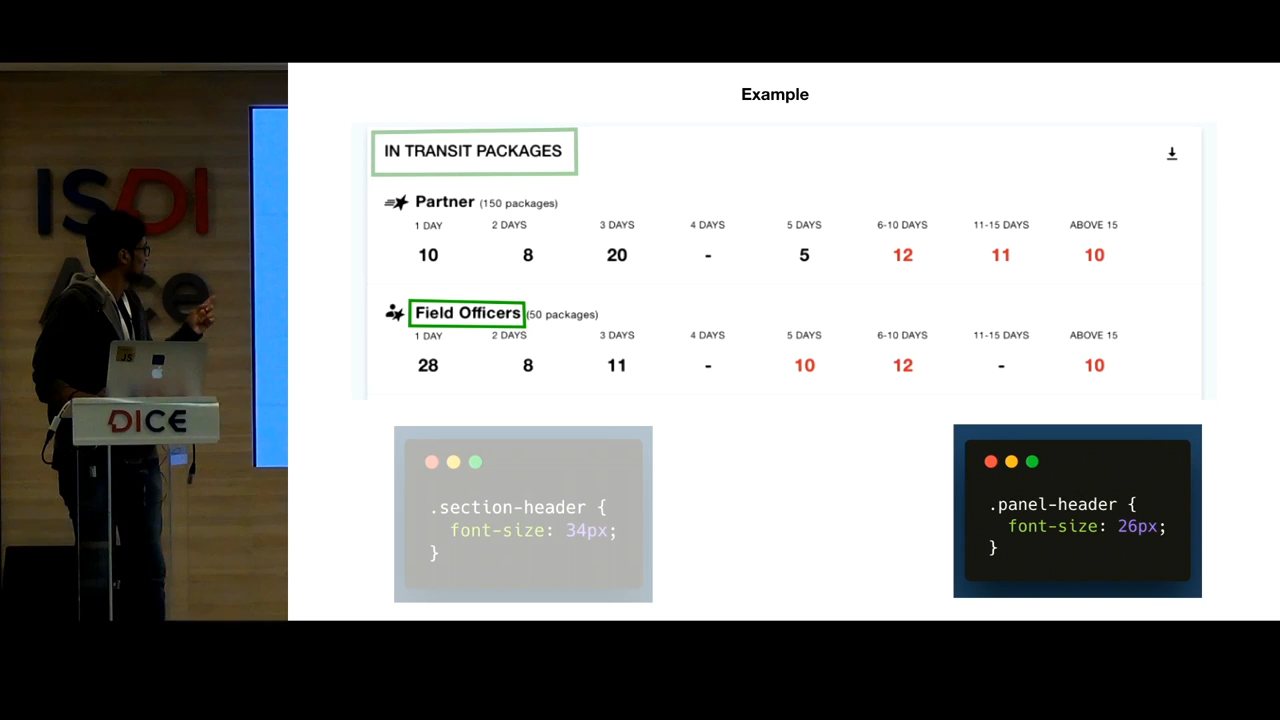 Example
IN TRANSIT PACKAGES
Partner (150 packages)
1 DAY 2 DAYS 3 DAYS 4 DAYS 5 DAYS 6-10 DAYS 11-15 DAYS ABOVE 15
10 8 20 - 5 12 11 10
Field Officers (50 packages)
1 DAY 2 DAYS 3 DAYS 4 DAYS 5 DAYS 6-10 DAYS 11-15 DAYS ABOVE 15
28 8 11 - 10 12 - 10
.section-header {
font-size: 34px;
}
.panel-header {
font-size: 26px;
}
ISDI
JS
DICE